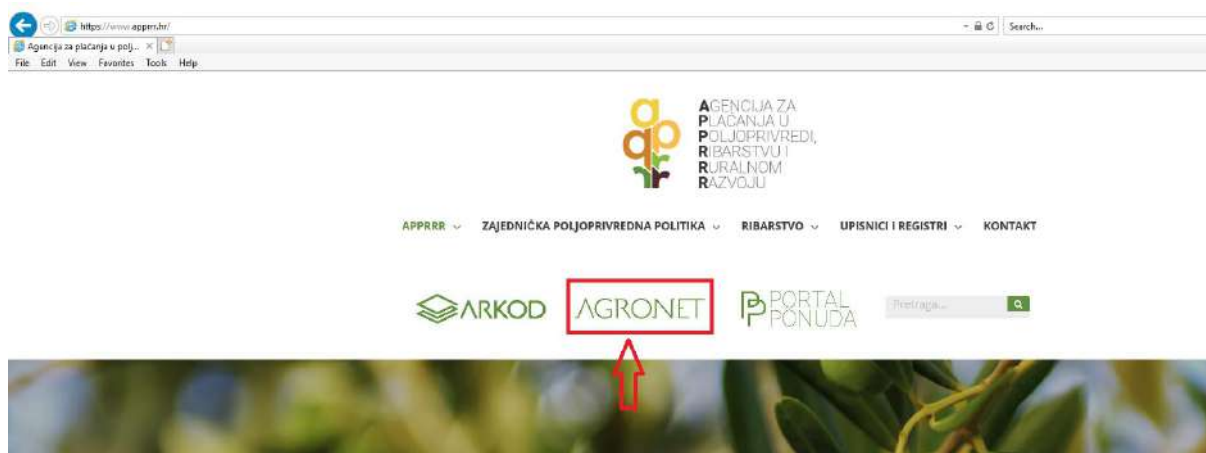 https://www.apprrr.hr/
Search...
Agencija za plaćanja u polj...
File Edit View Favorites Tools Help
AGENCIJA ZA
PLAĆANJA U
POLJOPRIVREDI,
RIBARSTVU I
RURALNOM
RAZVOJU
APPRRR ZAJEDNIČKA POLJOPRIVREDNA POLITIKA RIBARSTVO UPISNICI I REGISTRI KONTAKT
ARKOD AGRONET PORTAL PONUDA Pretraga...